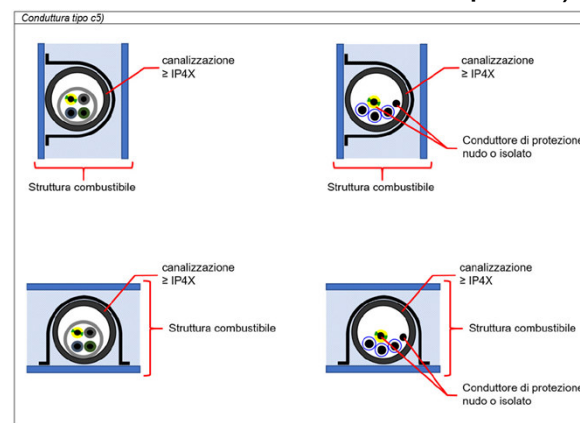 Conduttura tipo c5)
canalizzazione
≥ IP4X
Struttura combustibile
canalizzazione
≥ IP4X
Conduttore di protezione
nudo o isolato
Struttura combustibile
canalizzazione
≥ IP4X
Struttura combustibile
canalizzazione
≥ IP4X
Struttura combustibile
Conduttore di protezione
nudo o isolato